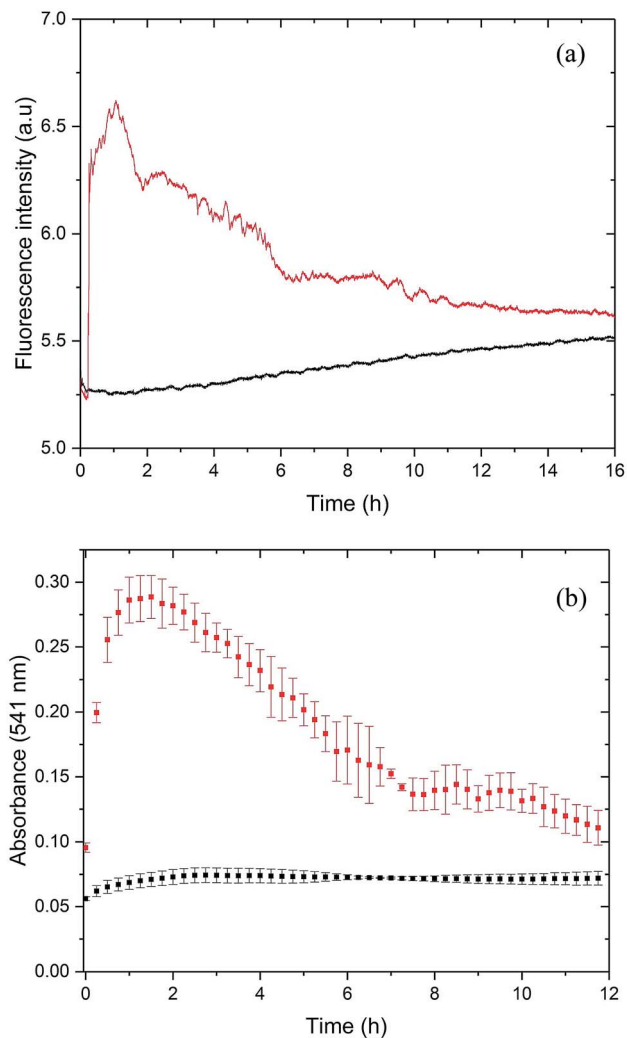 (a)
Fluorescence intensity (a.u)
7.0
6.5
6.0
5.5
5.0
0 2 4 6 8 10 12 14 16
Time (h)
(b)
Absorbance (541 nm)
0.30
0.25
0.20
0.15
0.10
0.05
0.00
0 2 4 6 8 10 12
Time (h)